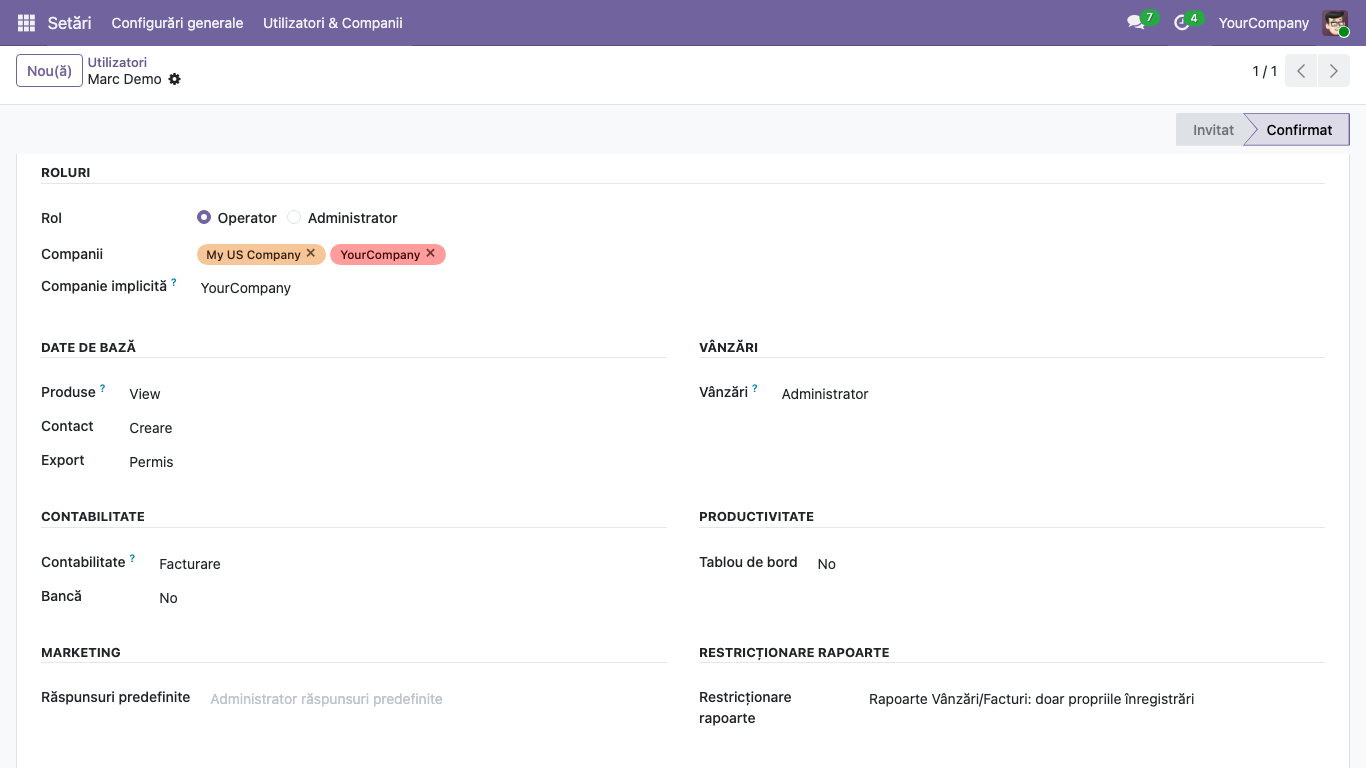 Setări Configurări generale Utilizatori & Companii 7 4 YourCompany
Nou(ă) Utilizatori
Marc Demo
1 / 1
Invitat Confirmat
ROLURI
Rol Operator Administrator
Companii My US Company ✕ YourCompany ✕
Companie implicită ? YourCompany
DATE DE BAZĂ
Produse ? View
Contact Creare
Export Permis
VÂNZĂRI
Vânzări ? Administrator
CONTABILITATE
Contabilitate ? Facturare
Bancă No
PRODUCTIVITATE
Tablou de bord No
MARKETING
Răspunsuri predefinite Administrator răspunsuri predefinite
RESTRICȚIONARE RAPOARTE
Restricționare rapoarte Rapoarte Vânzări/Facturi: doar propriile înregistrări